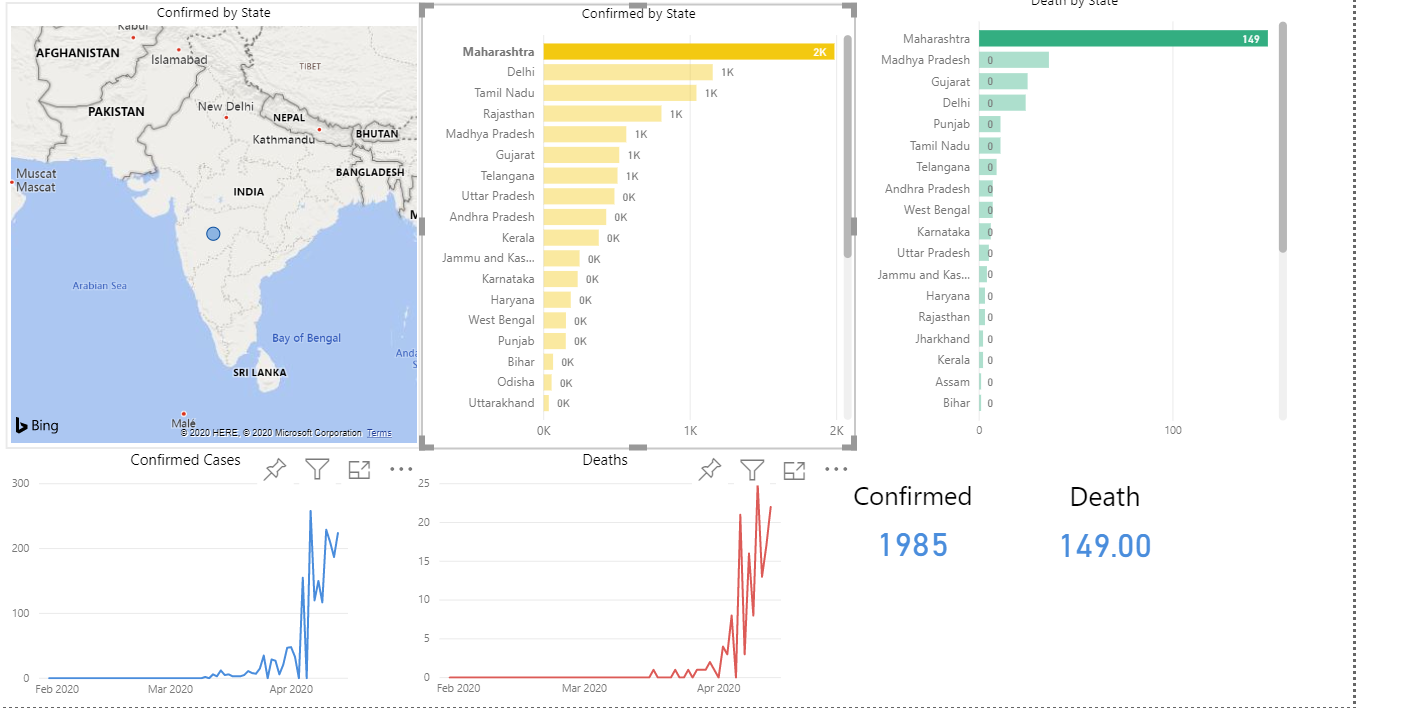 Confirmed by State
Kabul
AFGHANISTAN
Islamabad
TIBET
PAKISTAN
New Delhi
NEPAL
Kathmandu
BHUTAN
BANGLADESH
Muscat
Mascat
INDIA
M
Arabian Sea
Bay of Bengal
Anda
S
SRI LANKA
Malé
Bing
© 2020 HERE, © 2020 Microsoft Corporation Terms
Confirmed by State
Maharashtra 2K
Delhi 1K
Tamil Nadu 1K
Rajasthan 1K
Madhya Pradesh 1K
Gujarat 1K
Telangana 1K
Uttar Pradesh 0K
Andhra Pradesh 0K
Kerala 0K
Jammu and Kas... 0K
Karnataka 0K
Haryana 0K
West Bengal 0K
Punjab 0K
Bihar 0K
Odisha 0K
Uttarakhand 0K
0K 1K 2K
Death by State
Maharashtra 149
Madhya Pradesh 0
Gujarat 0
Delhi 0
Punjab 0
Tamil Nadu 0
Telangana 0
Andhra Pradesh 0
West Bengal 0
Karnataka 0
Uttar Pradesh 0
Jammu and Kas... 0
Haryana 0
Rajasthan 0
Jharkhand 0
Kerala 0
Assam 0
Bihar 0
0 100
Confirmed Cases
300
200
100
0
Feb 2020 Mar 2020 Apr 2020
Deaths
25
20
15
10
5
0
Feb 2020 Mar 2020 Apr 2020
Confirmed
1985
Death
149.00